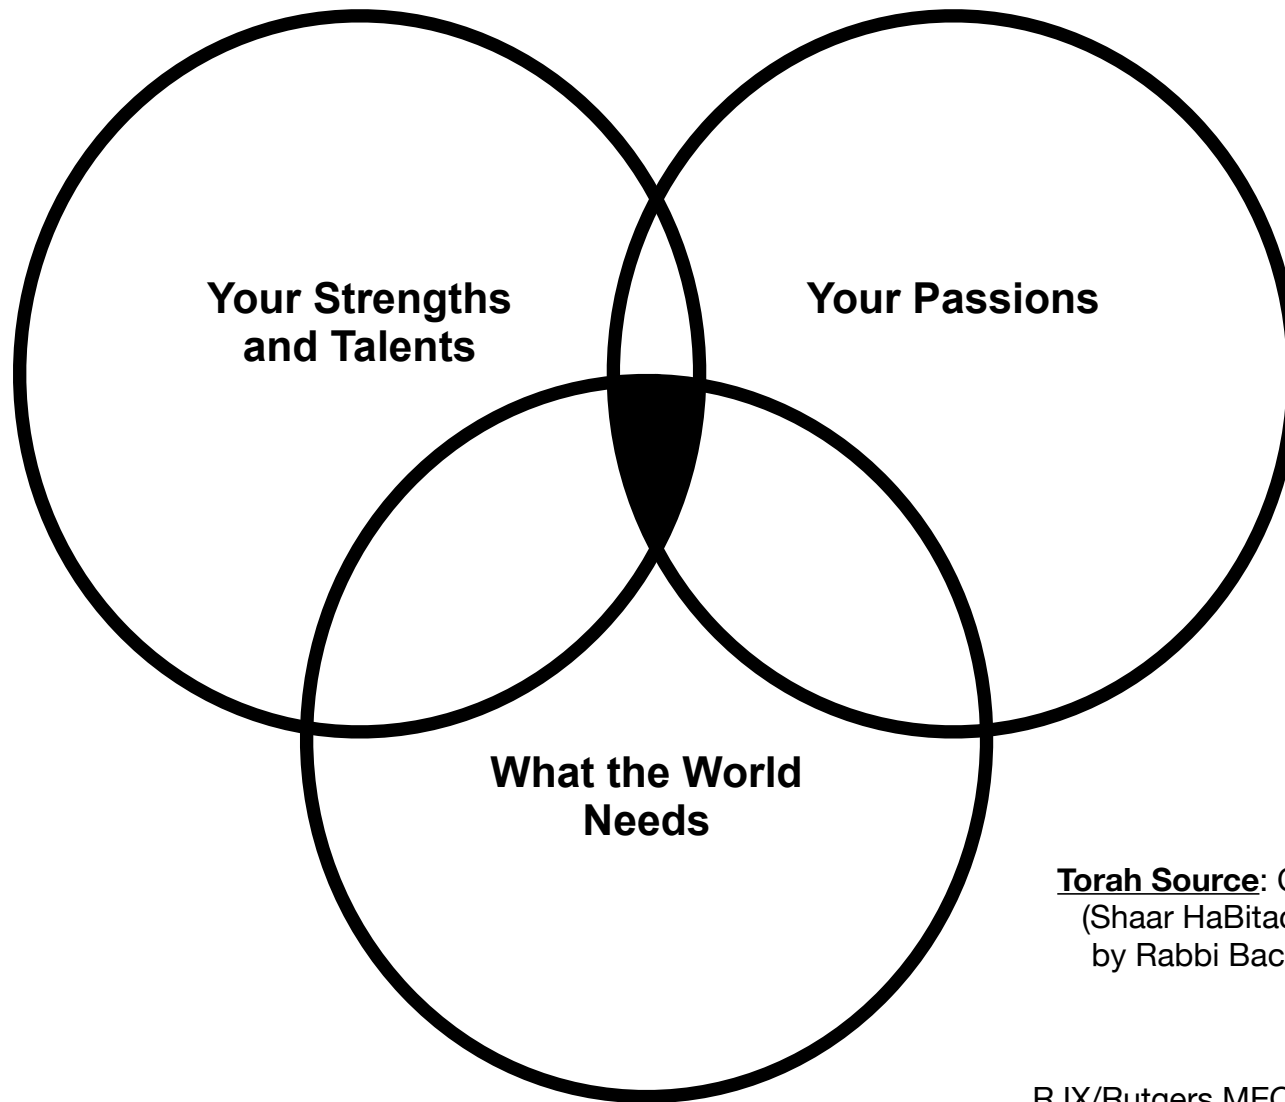 Your Strengths
and Talents
Your Passions
What the World
Needs
Torah Source:
(Shaar
by Rabbi
RJX/Rutgers